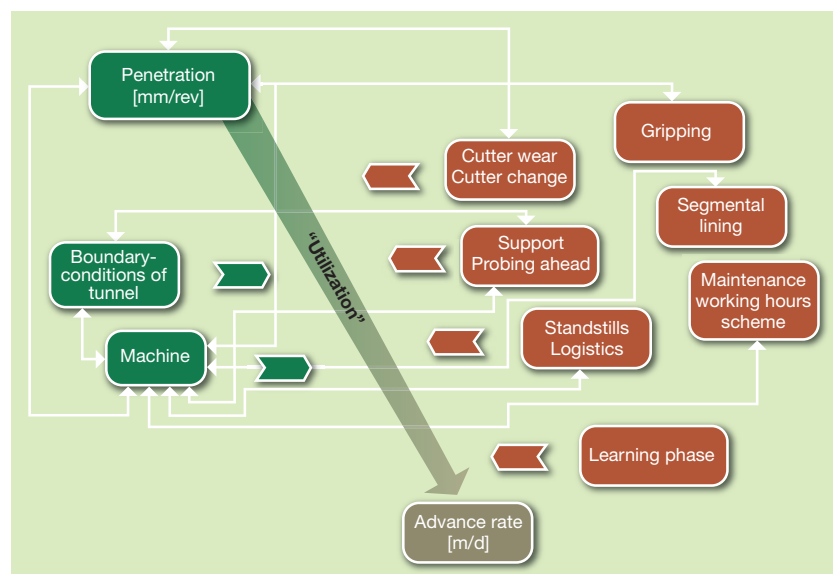 Penetration
[mm/rev]
Gripping
Cutter wear
Cutter change
Segmental
lining
Boundary-
conditions of
tunnel
"Utilization"
Support
Probing ahead
Maintenance
working hours
scheme
Machine
Standstills
Logistics
Learning phase
Advance rate
[m/d]